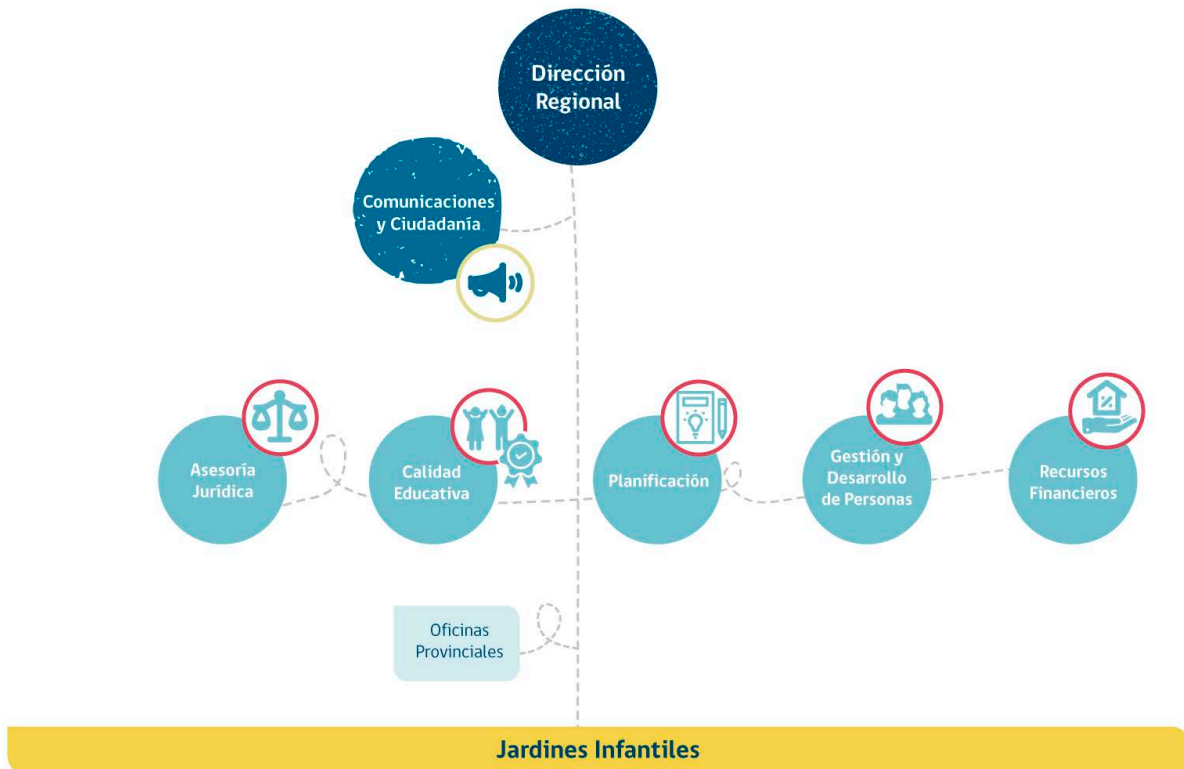 Dirección
Regional
Comunicaciones
y Ciudadanía
Asesoría
Jurídica
Calidad
Educativa
Planificación
Gestión y
Desarrollo
de Personas
Recursos
Financieros
Oficinas
Provinciales
Jardines Infantiles